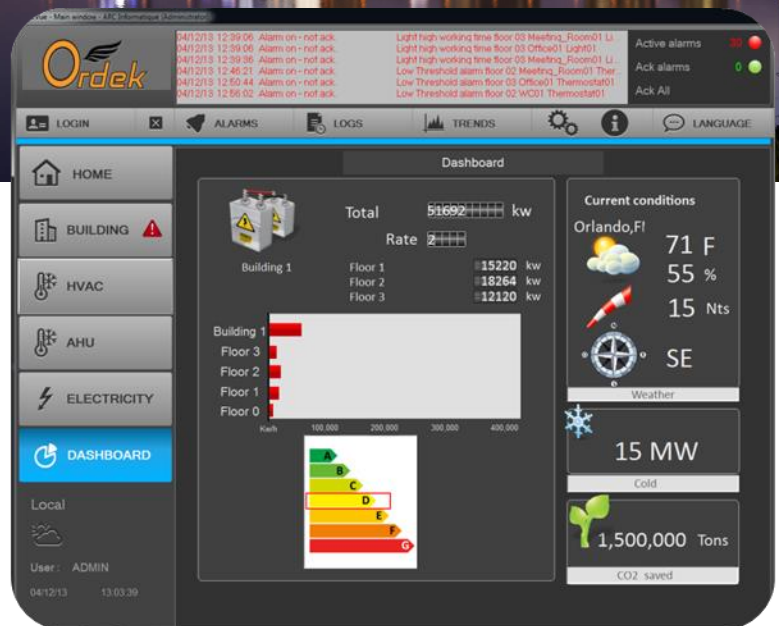 Vue - Main window - ARC Informatique (Administrator)
Ordek
04/12/13 12:39:06 Alarm on - not ack. Light high working time floor 03 Meeting_Room01 Li...
04/12/13 12:39:06 Alarm on - not ack. Light high working time floor 03 Office01 Light01
04/12/13 12:39:36 Alarm on - not ack. Light high working time floor 03 Meeting_Room01 Li...
04/12/13 12:46:21 Alarm on - not ack. Low Threshold alarm floor 02 Meeting_Room01 Ther...
04/12/13 12:50:44 Alarm on - not ack. Low Threshold alarm floor 03 Office01 Thermostat01
04/12/13 12:56:02 Alarm on - not ack. Low Threshold alarm floor 02 WC01 Thermostat01
Active alarms 30
Ack alarms 0
Ack All
LOGIN ALARMS LOGS TRENDS LANGUAGE
HOME
BUILDING
HVAC
AHU
ELECTRICITY
DASHBOARD
Local
User : ADMIN
04/12/13 13:03:39
Dashboard
Building 1
Total 51692 kw
Rate 2
Floor 1 15220 kw
Floor 2 18264 kw
Floor 3 12120 kw
Building 1
Floor 3
Floor 2
Floor 1
Floor 0
Kw/h 100,000 200,000 300,000 400,000
A
B
C
D
E
F
G
Current conditions
Orlando,Fl
71 F
55 %
15 Nts
SE
Weather
15 MW
Cold
1,500,000 Tons
CO2 saved